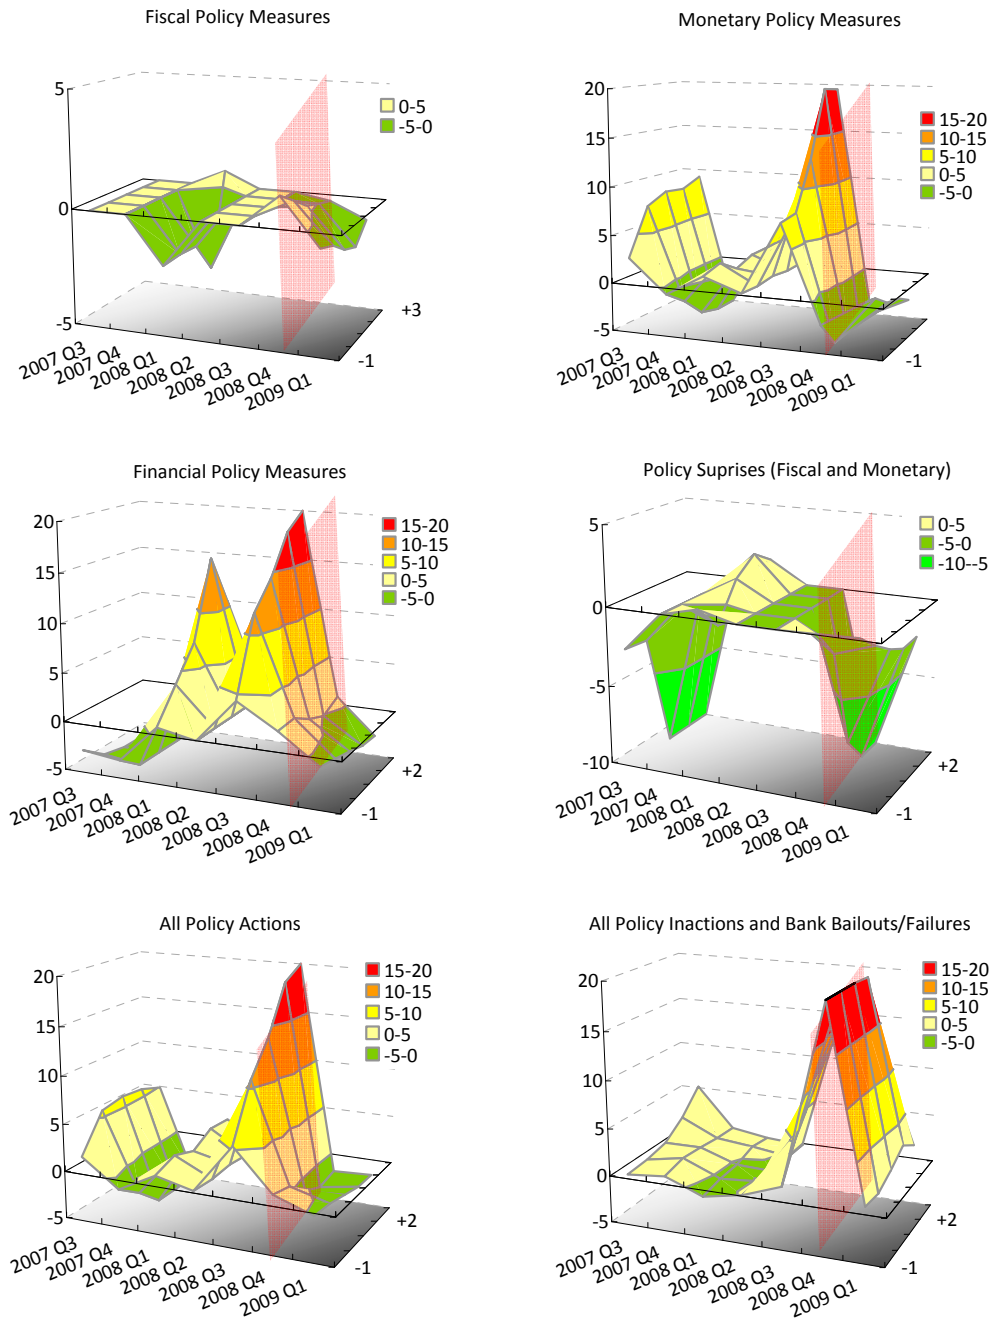 Fiscal Policy Measures
5
0
-5
0-5
-5-0
+3
-1
2007 Q3
2007 Q4
2008 Q1
2008 Q2
2008 Q3
2008 Q4
2009 Q1
Monetary Policy Measures
20
15
10
5
0
-5
15-20
10-15
5-10
0-5
-5-0
-1
2007 Q3
2007 Q4
2008 Q1
2008 Q2
2008 Q3
2008 Q4
2009 Q1
Financial Policy Measures
20
15
10
5
0
-5
15-20
10-15
5-10
0-5
-5-0
+2
-1
2007 Q3
2007 Q4
2008 Q1
2008 Q2
2008 Q3
2008 Q4
2009 Q1
Policy Suprises (Fiscal and Monetary)
5
0
-5
-10
0-5
-5-0
-10--5
+2
-1
2007 Q3
2007 Q4
2008 Q1
2008 Q2
2008 Q3
2008 Q4
2009 Q1
All Policy Actions
20
15
10
5
0
-5
15-20
10-15
5-10
0-5
-5-0
+2
-1
2007 Q3
2007 Q4
2008 Q1
2008 Q2
2008 Q3
2008 Q4
2009 Q1
All Policy Inactions and Bank Bailouts/Failures
20
15
10
5
0
-5
15-20
10-15
5-10
0-5
-5-0
+2
-1
2007 Q3
2007 Q4
2008 Q1
2008 Q2
2008 Q3
2008 Q4
2009 Q1